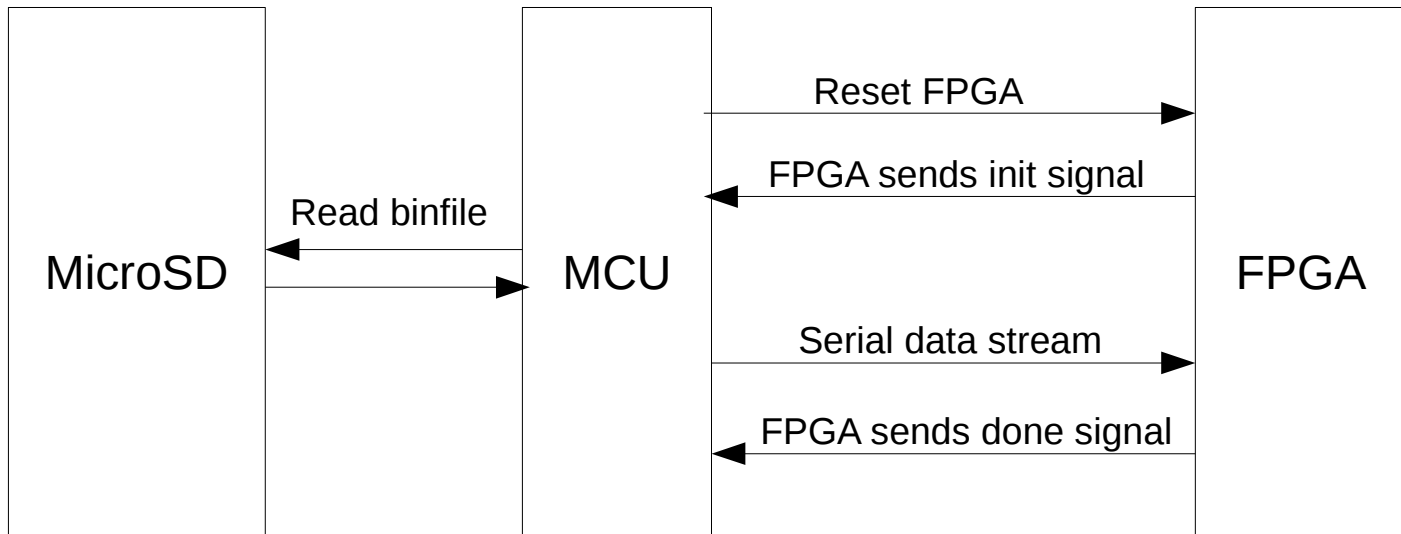 Reset FPGA
FPGA sends init signal
Read binfile
MicroSD
MCU
FPGA
Serial data stream
FPGA sends done signal